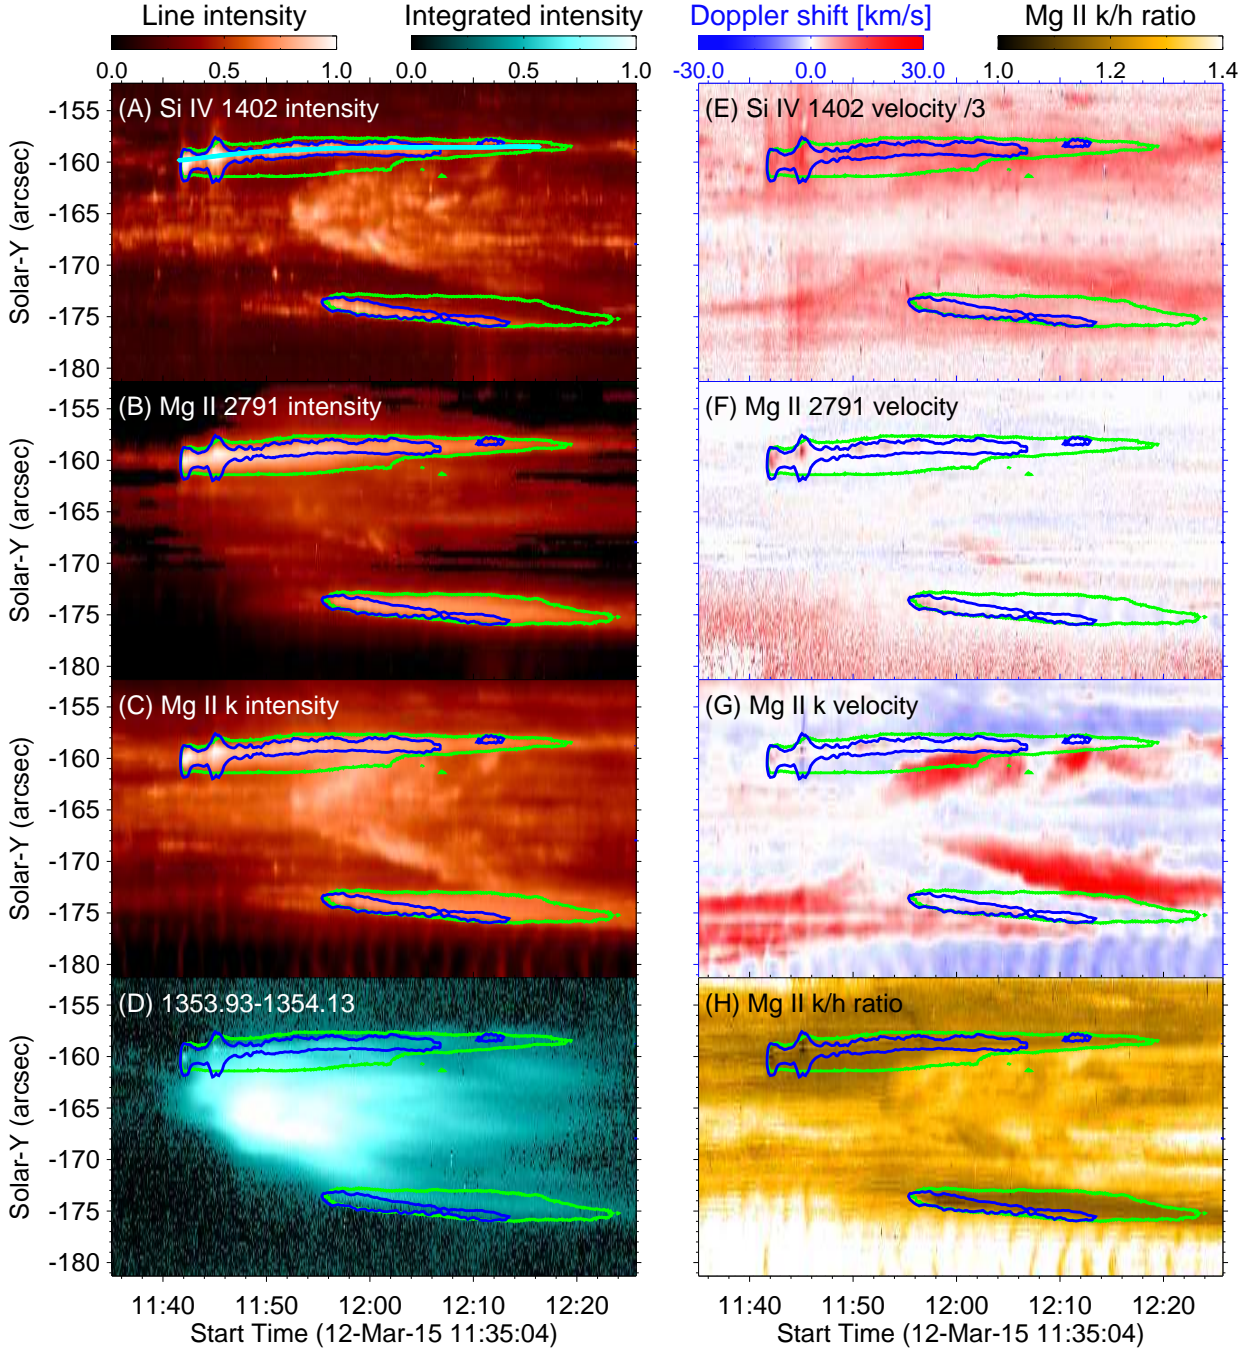 Line intensity Integrated intensity Doppler shift [km/s] Mg II k/h ratio
0.0 0.5 1.0 0.0 0.5 1.0 -30.0 0.0 30.0 1.0 1.2 1.4
(A) Si IV 1402 intensity (E) Si IV 1402 velocity /3
-155
-160
-165
-170
-175
-180
Solar-Y (arcsec)
(B) Mg II 2791 intensity (F) Mg II 2791 velocity
-155
-160
-165
-170
-175
-180
Solar-Y (arcsec)
(C) Mg II k intensity (G) Mg II k velocity
-155
-160
-165
-170
-175
-180
Solar-Y (arcsec)
(D) 1353.93-1354.13 (H) Mg II k/h ratio
-155
-160
-165
-170
-175
-180
Solar-Y (arcsec)
11:40 11:50 12:00 12:10 12:20 11:40 11:50 12:00 12:10 12:20
Start Time (12-Mar-15 11:35:04) Start Time (12-Mar-15 11:35:04)